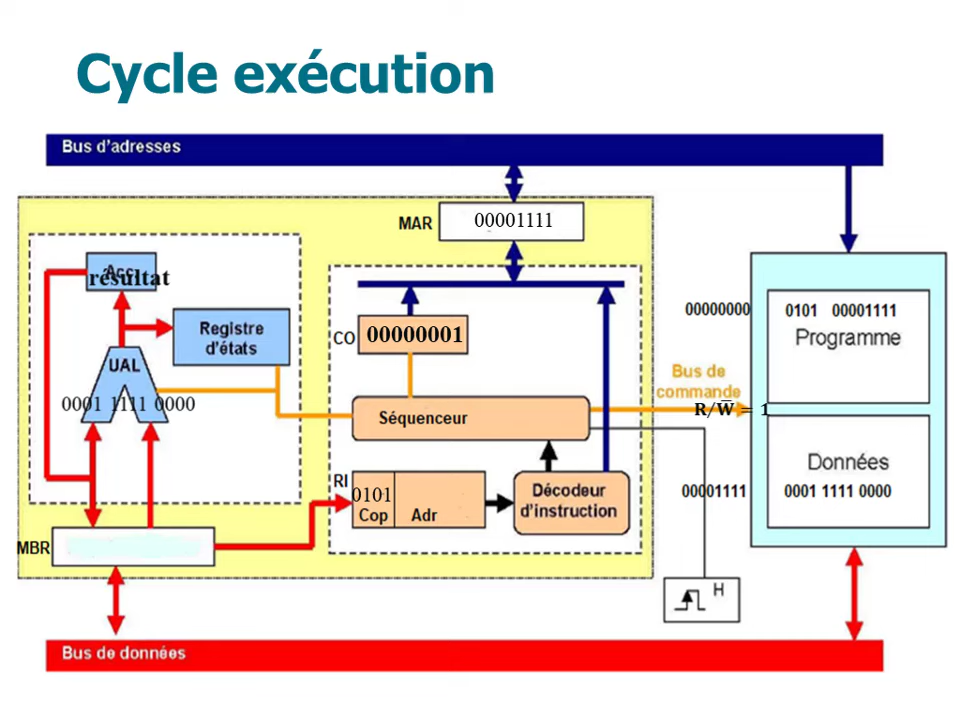 Cycle exécution
Bus d'adresses
MAR
00001111
Acc
résultat
Registre
d'états
CO
00000001
00000000
0101 00001111
Programme
UAL
0001 1111 0000
Bus de
commande
R/W̅ = 1
Séquenceur
Données
RI
0101
Cop
Adr
Décodeur
d'instruction
00001111
0001 1111 0000
MBR
H
Bus de données